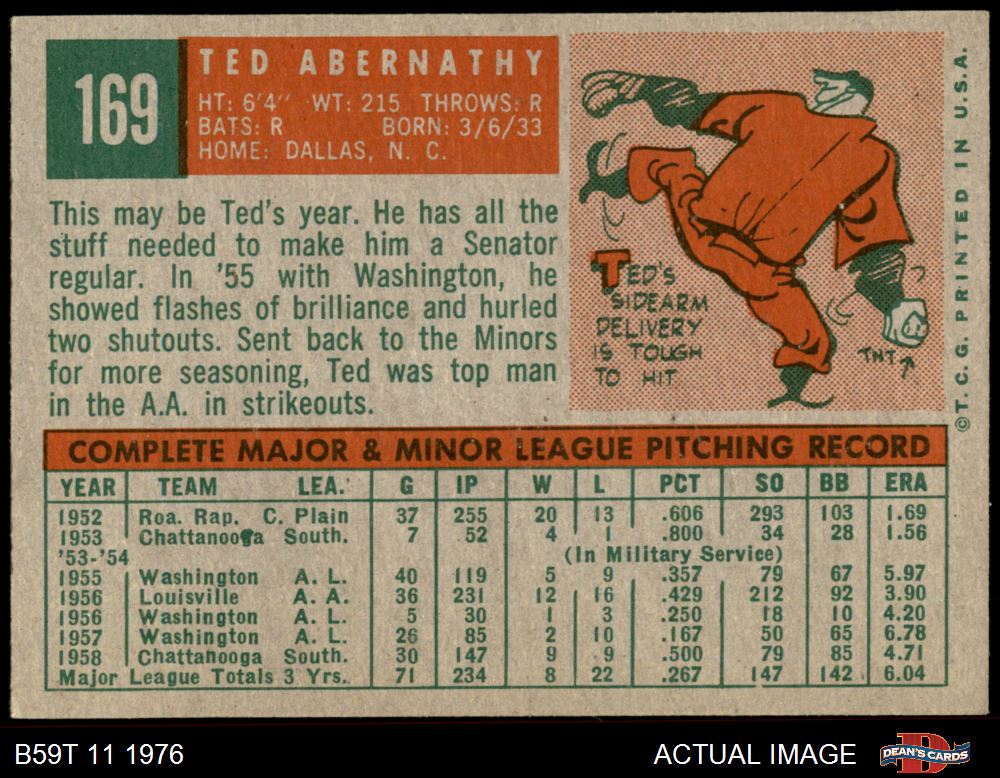 169
TED ABERNATHY
HT: 6'4" WT: 215 THROWS: R
BATS: R BORN: 3/6/33
HOME: DALLAS, N. C.
This may be Ted's year. He has all the
stuff needed to make him a Senator
regular. In '55 with Washington, he
showed flashes of brilliance and hurled
two shutouts. Sent back to the Minors
for more seasoning, Ted was top man
in the A.A. in strikeouts.
TED'S
SIDEARM
DELIVERY
IS TOUGH
TO HIT
TNT
©T. C. G. PRINTED IN U.S.A.
COMPLETE MAJOR & MINOR LEAGUE PITCHING RECORD
YEAR TEAM LEA. G IP W L PCT SO BB ERA
1952 Roa. Rap. C. Plain 37 255 20 13 .606 293 103 1.69
1953 Chattanooga South. 7 52 4 1 .800 34 28 1.56
'53-'54 (In Military Service)
1955 Washington A. L. 40 119 5 9 .357 79 67 5.97
1956 Louisville A. A. 36 231 12 16 .429 212 92 3.90
1956 Washington A. L. 5 30 1 3 .250 18 10 4.20
1957 Washington A. L. 26 85 2 10 .167 50 65 6.78
1958 Chattanooga South. 30 147 9 9 .500 79 85 4.71
Major League Totals 3 Yrs. 71 234 8 22 .267 147 142 6.04
B59T 11 1976
ACTUAL IMAGE
DEAN'S CARDS